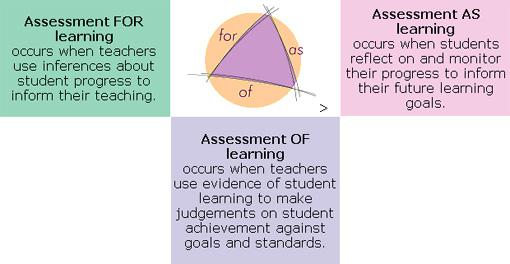 Assessment FOR
learning
occurs when teachers
use inferences about
student progress to
inform their teaching.
for
as
of
>
Assessment AS
learning
occurs when students
reflect on and monitor
their progress to inform
their future learning
goals.
Assessment OF
learning
occurs when teachers
use evidence of student
learning to make
judgements on student
achievement against
goals and standards.